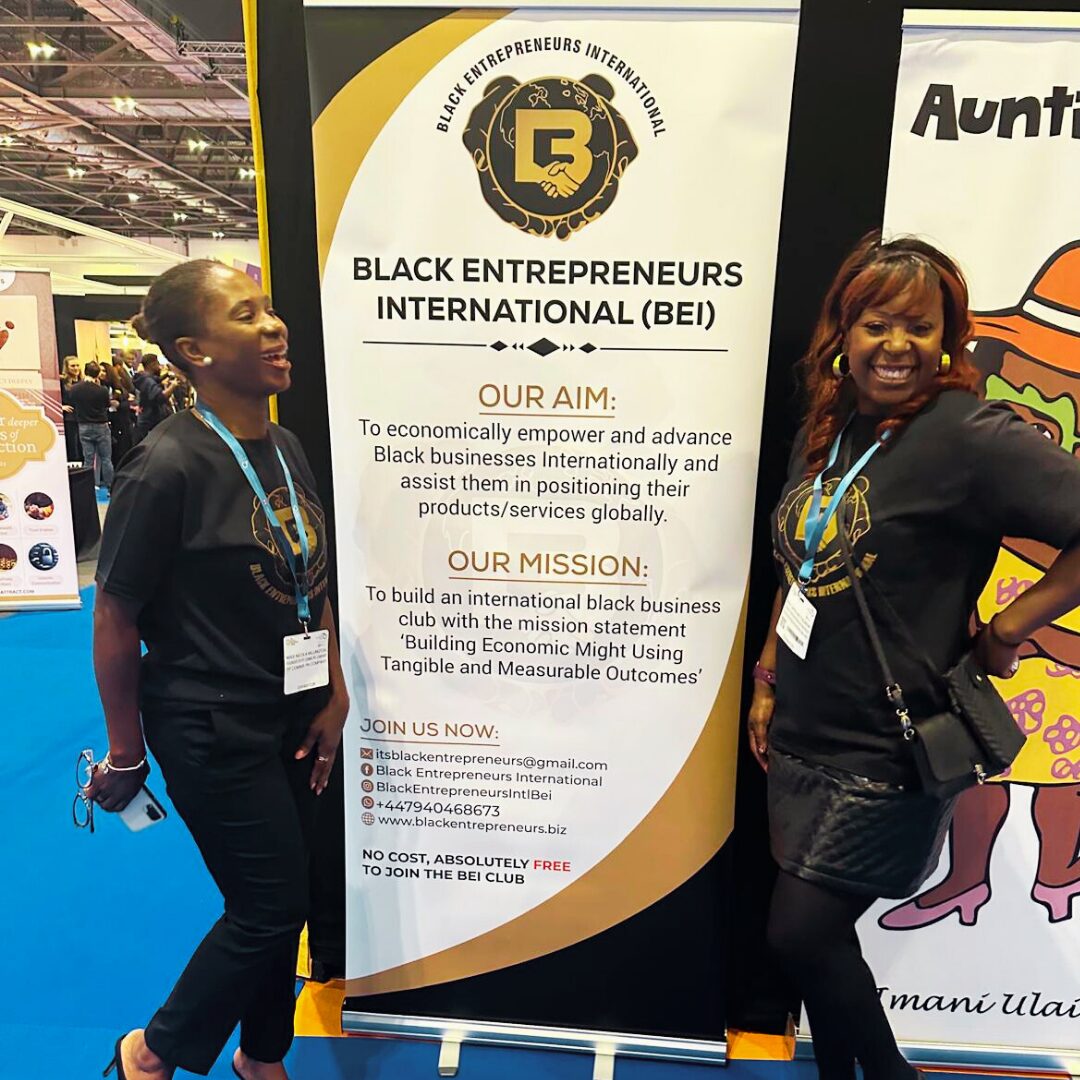 BLACK ENTREPRENEURS INTERNATIONAL
B
BLACK ENTREPRENEURS
INTERNATIONAL (BEI)
OUR AIM:
To economically empower and advance
Black businesses Internationally and
assist them in positioning their
products/services globally.
OUR MISSION:
To build an international black business
club with the mission statement
‘Building Economic Might Using
Tangible and Measurable Outcomes’
JOIN US NOW:
itsblackentrepreneurs@gmail.com
Black Entrepreneurs International
BlackEntrepreneursIntlBei
+447940468673
www.blackentrepreneurs.biz
NO COST, ABSOLUTELY FREE
TO JOIN THE BEI CLUB
Imani
deeper
of
BLACK